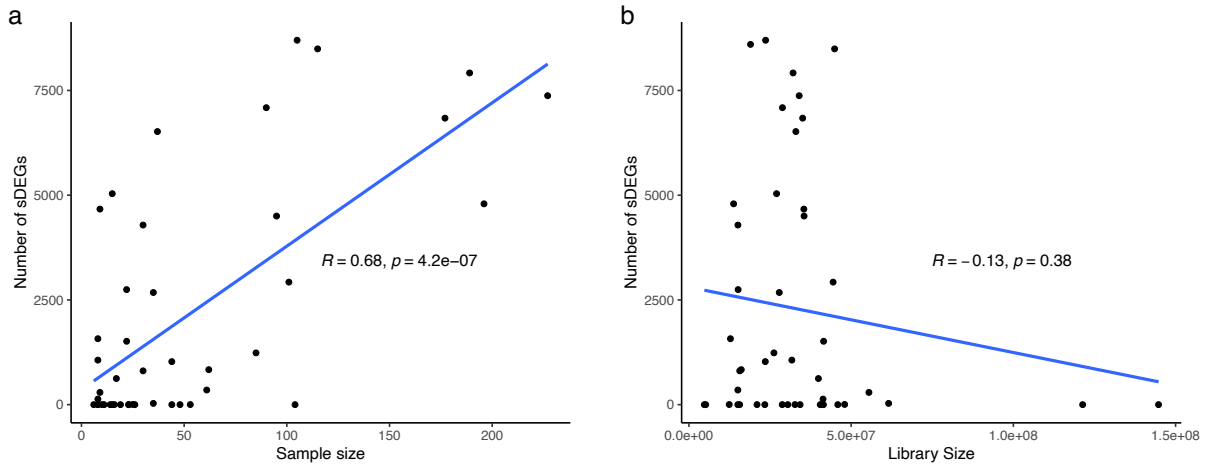 a
7500
5000
2500
0
Number of sDEGs
R = 0.68, p = 4.2e−07
0
50
100
150
200
Sample size
b
7500
5000
2500
0
Number of sDEGs
R = −0.13, p = 0.38
0.0e+00
5.0e+07
1.0e+08
1.5e+08
Library Size